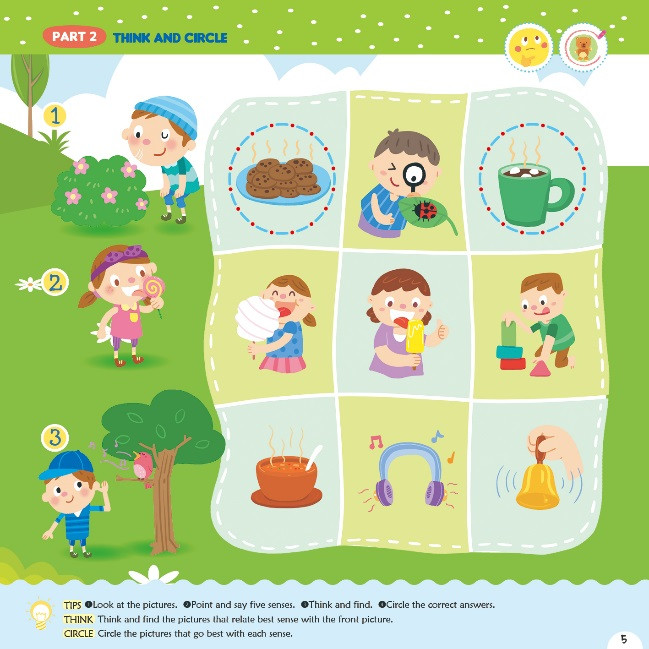 PART 2 THINK AND CIRCLE
1
2
3
TIPS ❶Look at the pictures. ❷Point and say five senses. ❸Think and find. ❹Circle the correct answers.
THINK Think and find the pictures that relate best sense with the front picture.
CIRCLE Circle the pictures that go best with each sense.
5